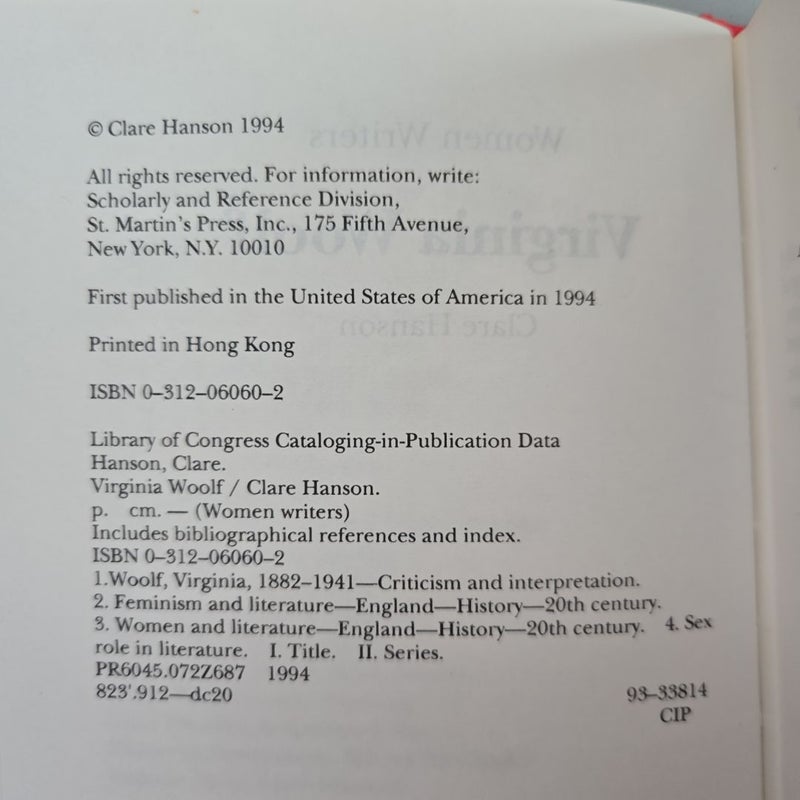 © Clare Hanson 1994
All rights reserved. For information, write:
Scholarly and Reference Division,
St. Martin's Press, Inc., 175 Fifth Avenue,
New York, N.Y. 10010
First published in the United States of America in 1994
Printed in Hong Kong
ISBN 0–312–06060–2
Library of Congress Cataloging-in-Publication Data
Hanson, Clare.
Virginia Woolf / Clare Hanson.
p. cm. — (Women writers)
Includes bibliographical references and index.
ISBN 0–312–06060–2
1.Woolf, Virginia, 1882–1941—Criticism and interpretation.
2. Feminism and literature—England—History—20th century.
3. Women and literature—England—History—20th century. 4. Sex
role in literature. I. Title. II. Series.
PR6045.072Z687 1994
823'.912—dc20 93–33814
CIP